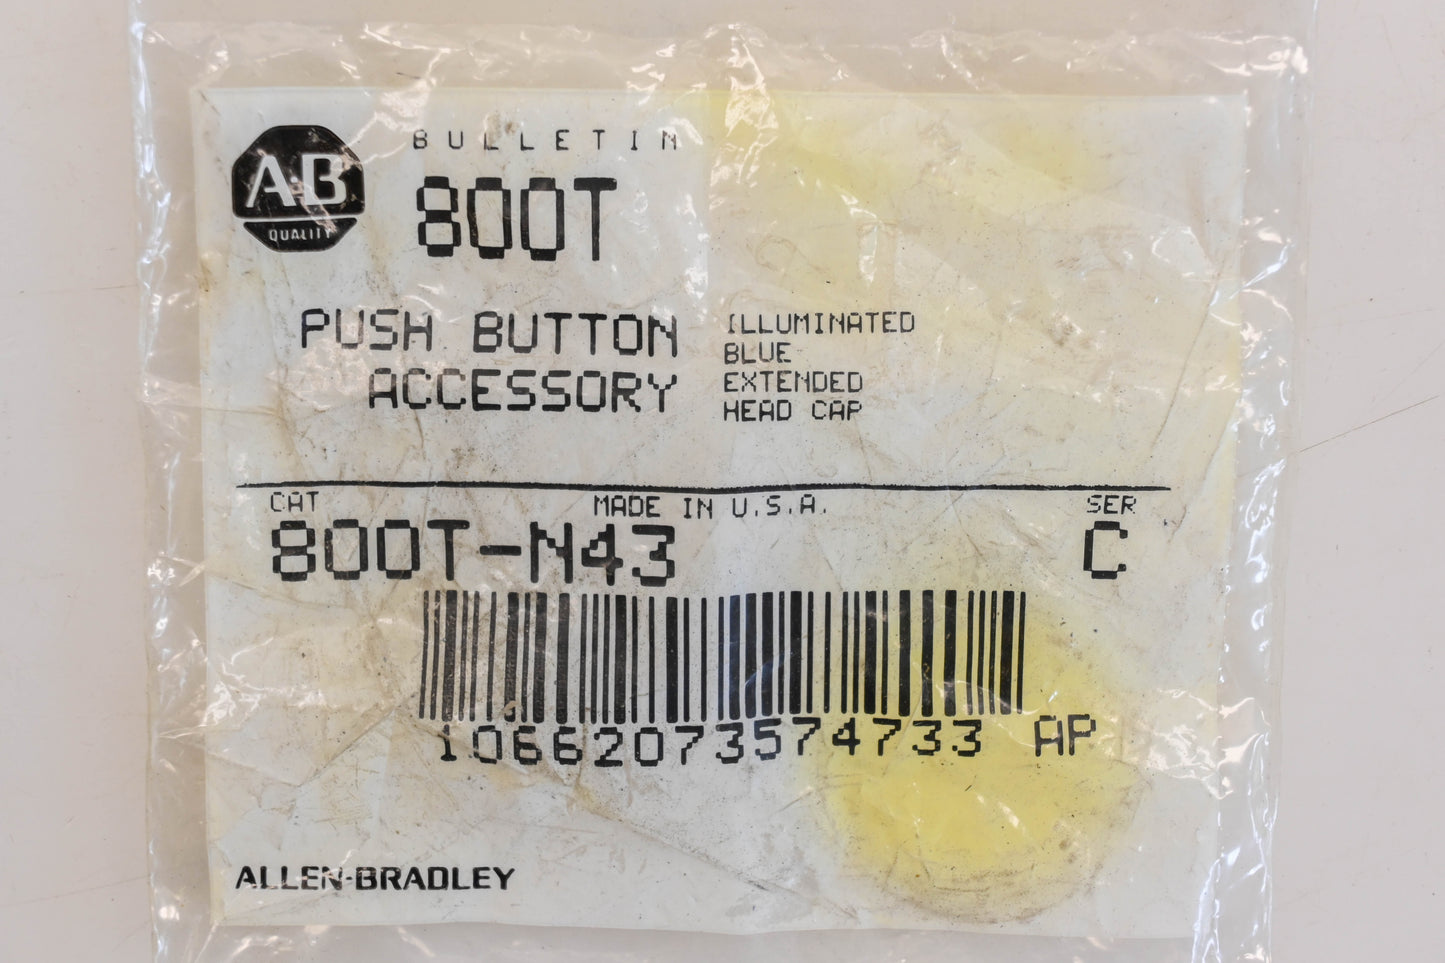 A-B
QUALITY
BULLETIN
800T
PUSH BUTTON
ACCESSORY
ILLUMINATED
BLUE
EXTENDED
HEAD CAP
CAT
MADE IN U.S.A.
SER
800T-N43
C
10662073574733 AP
ALLEN-BRADLEY